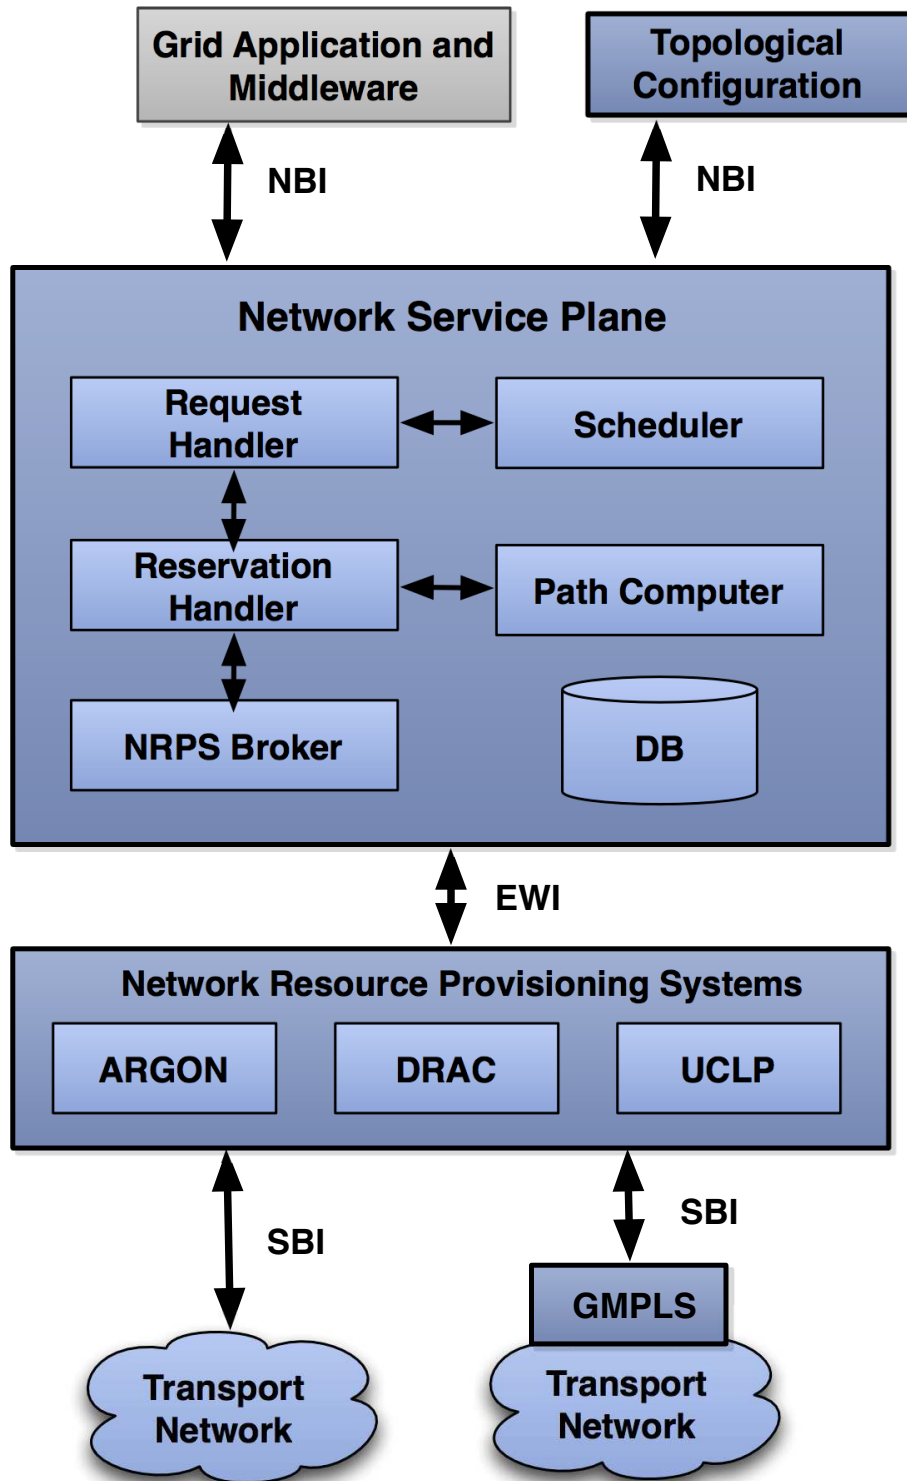 Grid Application and
Middleware
Topological
Configuration
NBI
NBI
Network Service Plane
Request
Handler
Scheduler
Reservation
Handler
Path Computer
NRPS Broker
DB
EWI
Network Resource Provisioning Systems
ARGON
DRAC
UCLP
SBI
SBI
GMPLS
Transport
Network
Transport
Network